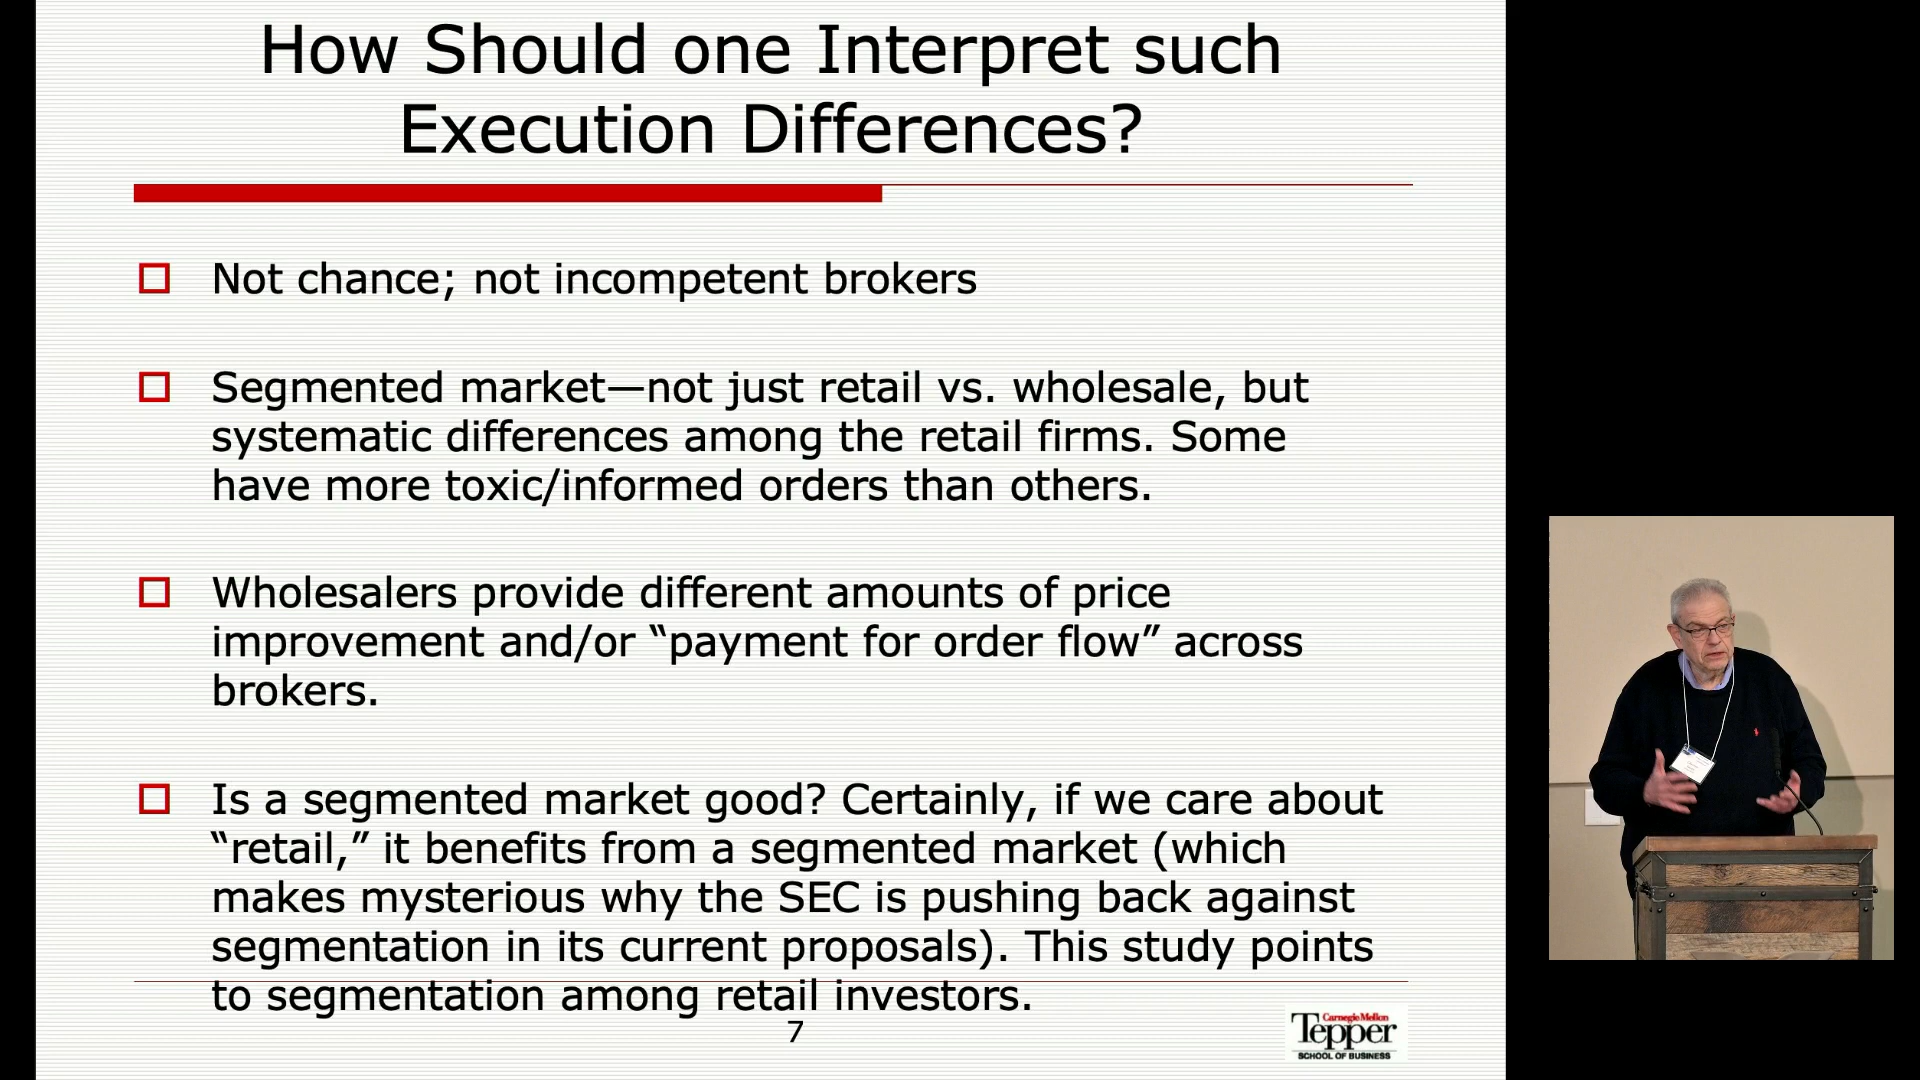 How Should one Interpret such
Execution Differences?
Not chance; not incompetent brokers
Segmented market—not just retail vs. wholesale, but
systematic differences among the retail firms. Some
have more toxic/informed orders than others.
Wholesalers provide different amounts of price
improvement and/or “payment for order flow” across
brokers.
Is a segmented market good? Certainly, if we care about
“retail,” it benefits from a segmented market (which
makes mysterious why the SEC is pushing back against
segmentation in its current proposals). This study points
to segmentation among retail investors.
7
Carnegie Mellon
Tepper
SCHOOL OF BUSINESS